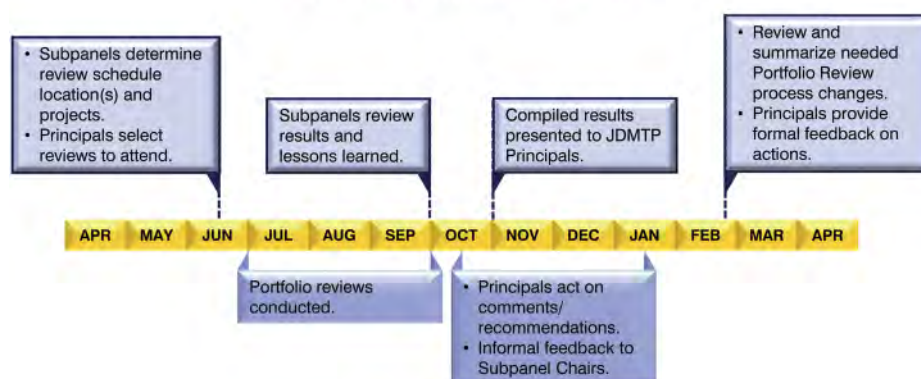 • Subpanels determine
review schedule
location(s) and
projects.
• Principals select
reviews to attend.
Subpanels review
results and
lessons learned.
Compiled results
presented to JDMTP
Principals.
• Review and
summarize needed
Portfolio Review
process changes.
• Principals provide
formal feedback on
actions.
APR MAY JUN JUL AUG SEP OCT NOV DEC JAN FEB MAR APR
Portfolio reviews
conducted.
• Principals act on
comments/
recommendations.
• Informal feedback to
Subpanel Chairs.